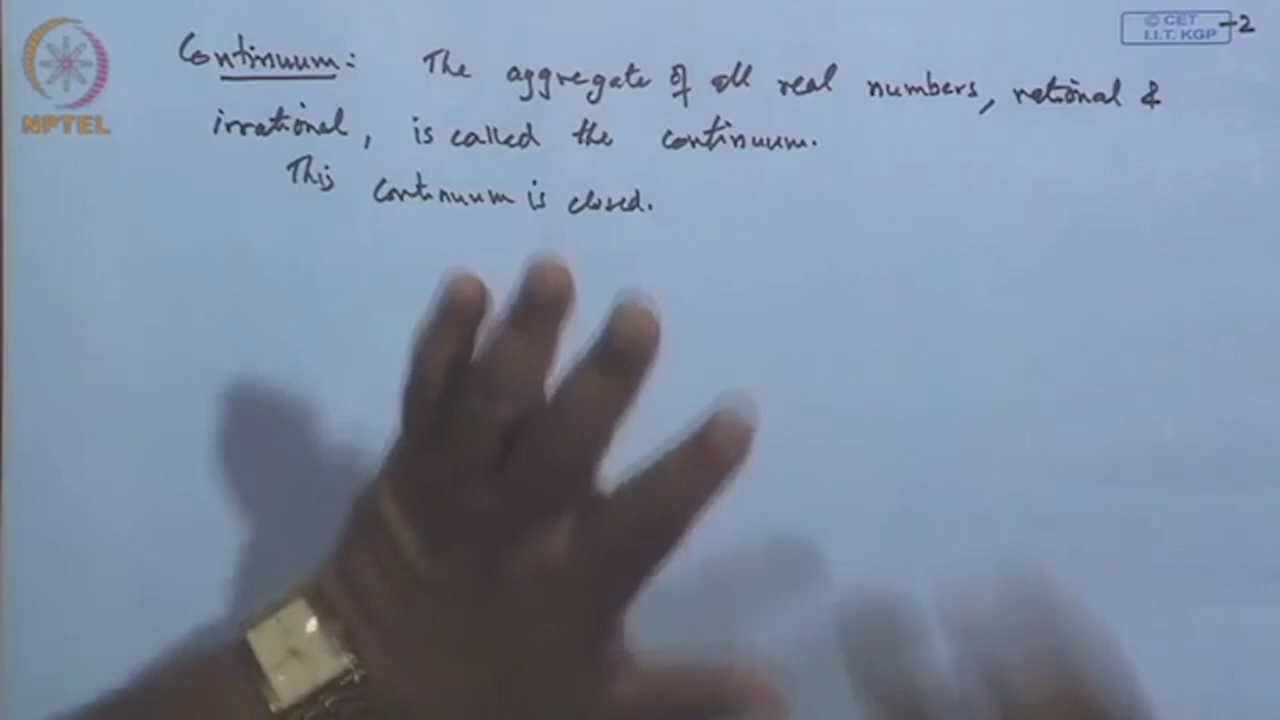 Continuum: The aggregate of all real numbers, rational &
irrational, is called the continuum.
This continuum is closed.
NPTEL
© CET
I.I.T. KGP
-2